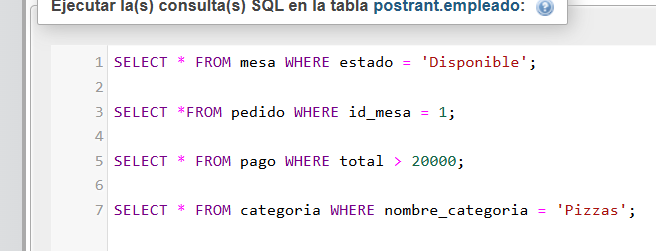 Ejecutar la(s) consulta(s) SQL en la tabla postrant.empleado:
1 SELECT * FROM mesa WHERE estado = 'Disponible';
2
3 SELECT *FROM pedido WHERE id_mesa = 1;
4
5 SELECT * FROM pago WHERE total > 20000;
6
7 SELECT * FROM categoria WHERE nombre_categoria = 'Pizzas';